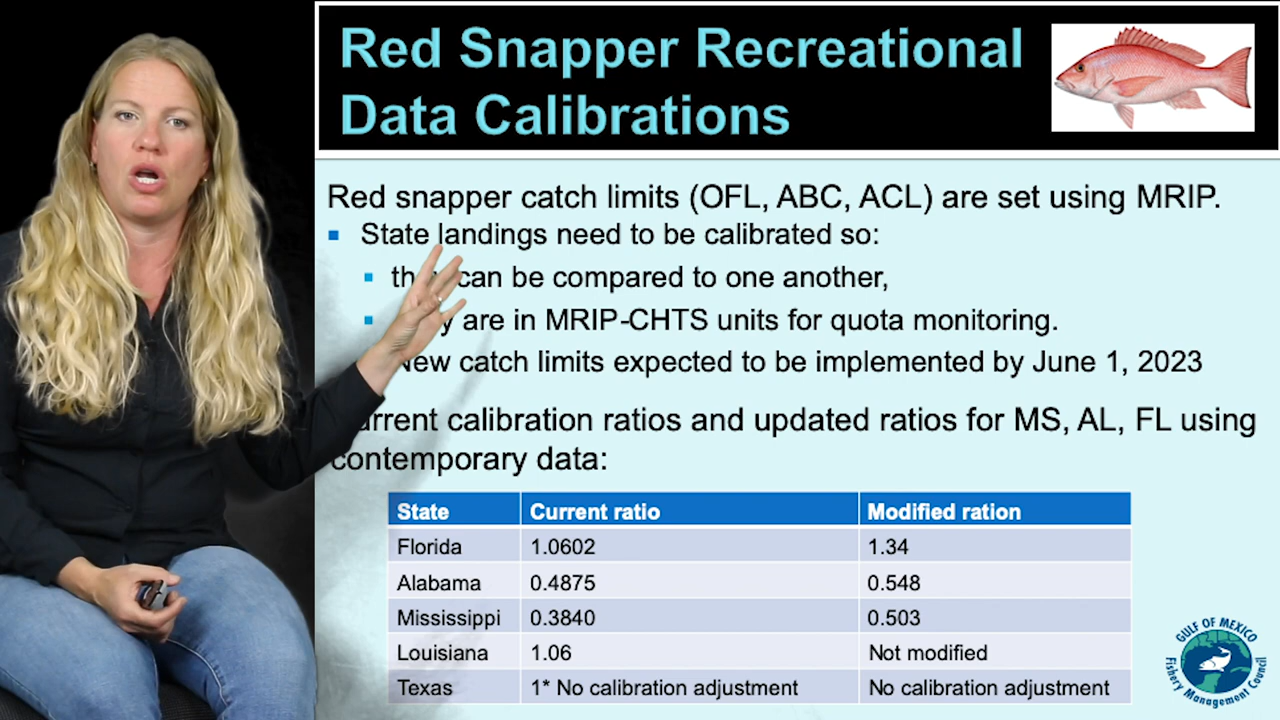 Red Snapper Recreational
Data Calibrations
Red snapper catch limits (OFL, ABC, ACL) are set using MRIP.
State landings need to be calibrated so:
can be compared to one another,
are in MRIP-CHTS units for quota monitoring.
New catch limits expected to be implemented by June 1, 2023
Current calibration ratios and updated ratios for MS, AL, FL using
contemporary data:
State Current ratio Modified ration
Florida 1.0602 1.34
Alabama 0.4875 0.548
Mississippi 0.3840 0.503
Louisiana 1.06 Not modified
Texas 1* No calibration adjustment No calibration adjustment
GULF OF MEXICO
Fishery Management Council